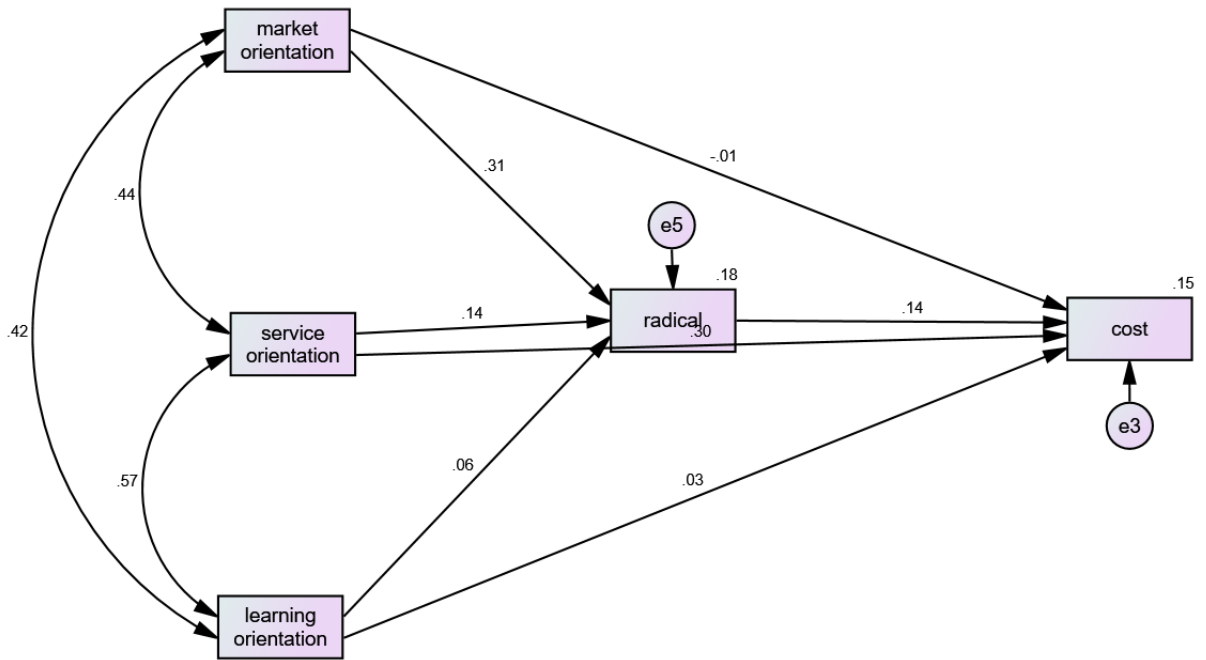 market
orientation
-.01
.31
.44
e5
.18
.15
.42
service
orientation
.14
radical
.30
.14
cost
e3
.57
.06
.03
learning
orientation